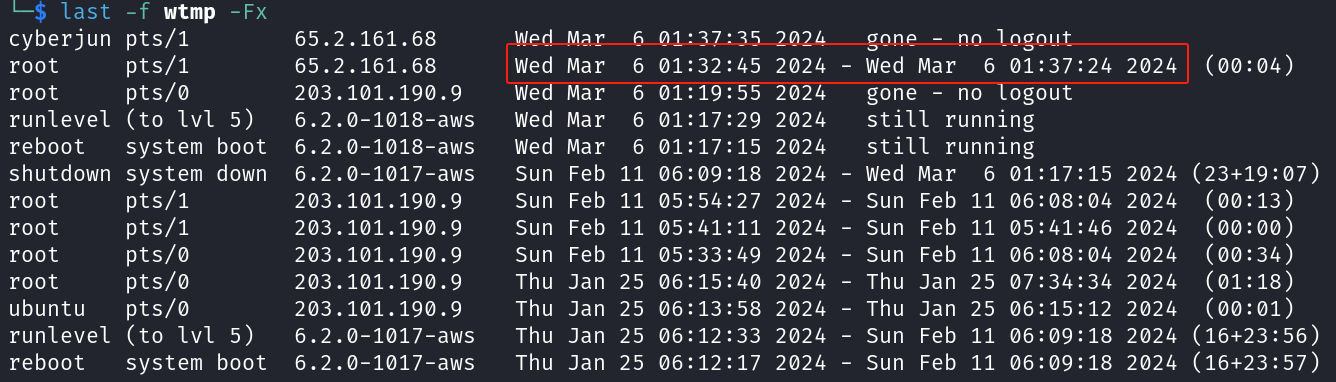 └─$ last -f wtmp -Fx
cyberjun pts/1        65.2.161.68      Wed Mar  6 01:37:35 2024   gone - no logout
root     pts/1        65.2.161.68      Wed Mar  6 01:32:45 2024 - Wed Mar  6 01:37:24 2024  (00:04)
root     pts/0        203.101.190.9    Wed Mar  6 01:19:55 2024   gone - no logout
runlevel (to lvl 5)   6.2.0-1018-aws   Wed Mar  6 01:17:29 2024   still running
reboot   system boot  6.2.0-1018-aws   Wed Mar  6 01:17:15 2024   still running
shutdown system down  6.2.0-1017-aws   Sun Feb 11 06:09:18 2024 - Wed Mar  6 01:17:15 2024 (23+19:07)
root     pts/1        203.101.190.9    Sun Feb 11 05:54:27 2024 - Sun Feb 11 06:08:04 2024  (00:13)
root     pts/1        203.101.190.9    Sun Feb 11 05:41:11 2024 - Sun Feb 11 05:41:46 2024  (00:00)
root     pts/0        203.101.190.9    Sun Feb 11 05:33:49 2024 - Sun Feb 11 06:08:04 2024  (00:34)
root     pts/0        203.101.190.9    Thu Jan 25 06:15:40 2024 - Thu Jan 25 07:34:34 2024  (01:18)
ubuntu   pts/0        203.101.190.9    Thu Jan 25 06:13:58 2024 - Thu Jan 25 06:15:12 2024  (00:01)
runlevel (to lvl 5)   6.2.0-1017-aws   Thu Jan 25 06:12:33 2024 - Sun Feb 11 06:09:18 2024 (16+23:56)
reboot   system boot  6.2.0-1017-aws   Thu Jan 25 06:12:17 2024 - Sun Feb 11 06:09:18 2024 (16+23:57)